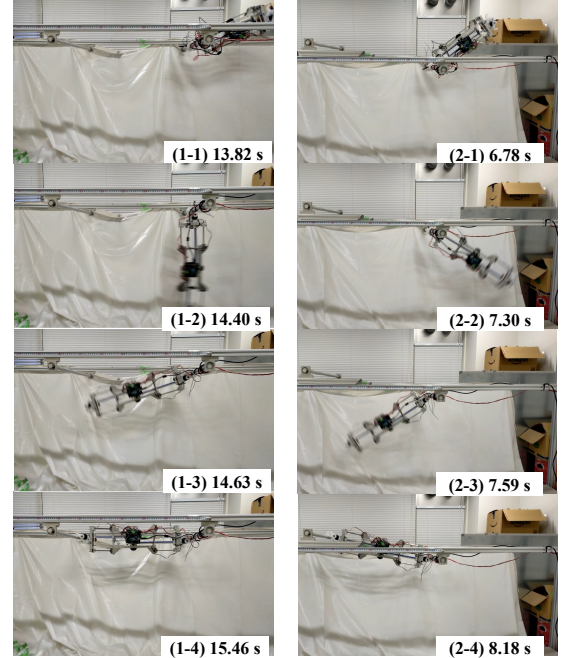 (1-1) 13.82 s
(2-1) 6.78 s
(1-2) 14.40 s
(2-2) 7.30 s
(1-3) 14.63 s
(2-3) 7.59 s
(1-4) 15.46 s
(2-4) 8.18 s